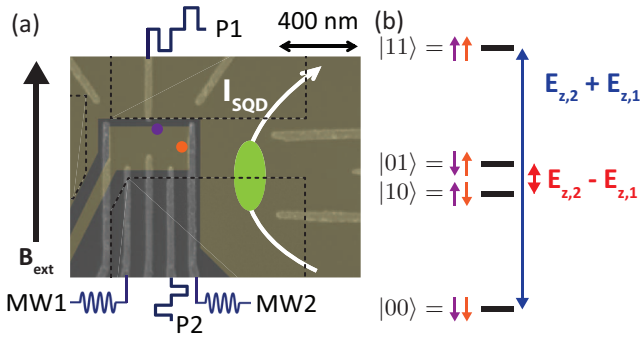 (a)
P1
400 nm
I_SQD
B_ext
MW1
P2
MW2
(b)
|11⟩ = ↑↑
E_z,2 + E_z,1
|01⟩ = ↓↑
E_z,2 - E_z,1
|10⟩ = ↑↓
|00⟩ = ↓↓